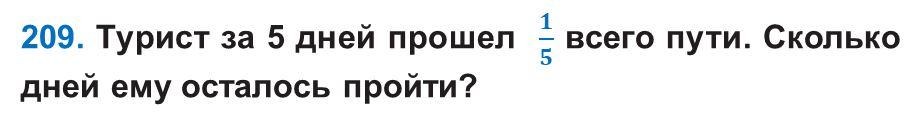 209. Турист за 5 дней прошел 1/5 всего пути. Сколько
дней ему осталось пройти?